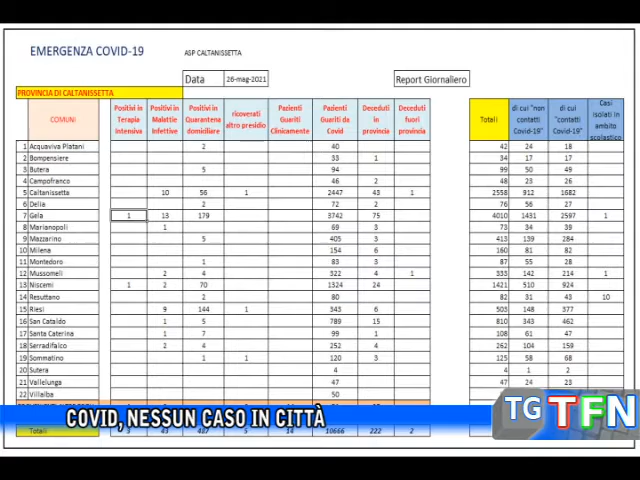 EMERGENZA COVID-19 ASP CALTANISSETTA
Data 26-mag-2021 Report Giornaliero
PROVINCIA DI CALTANISSETTA
COMUNI Positivi in Terapia Intensiva Positivi in Malattie Infettive Positivi in Quarantena domiciliare ricoverati altro presidio Pazienti Guariti Clinicamente Pazienti Guariti da Covid Deceduti in provincia Deceduti fuori provincia Totali di cui "non contatti Covid-19" di cui "contatti Covid-19" Casi isolati in ambito scolastico
1 Acquaviva Platani 2 40 42 24 18
2 Bompensiere 33 1 34 17 17
3 Butera 5 94 99 50 49
4 Campofranco 46 2 48 23 26
5 Caltanissetta 10 56 1 2447 43 1 2558 912 1682
6 Delia 2 72 2 76 56 27
7 Gela 1 13 179 3742 75 4010 1431 2597 1
8 Marianopoli 1 69 3 73 34 39
9 Mazzarino 5 405 3 413 139 284
10 Milena 154 6 160 81 82
11 Montedoro 1 83 3 87 55 28
12 Mussomeli 2 4 322 4 1 333 142 214 1
13 Niscemi 1 2 70 1324 24 1421 510 924
14 Resuttano 2 80 82 31 43 10
15 Riesi 9 144 1 343 6 503 148 377
16 San Cataldo 1 5 789 15 810 343 462
17 Santa Caterina 1 7 99 1 108 61 47
18 Serradifalco 2 4 252 4 262 104 159
19 Sommatino 1 1 120 3 125 58 68
20 Sutera 4 4 1 2
21 Vallelunga 47 47 24 23
22 Villalba 50
COVID, NESSUN CASO IN CITTÀ
TG TFN
Totali 3 43 487 5 14 10666 222 2